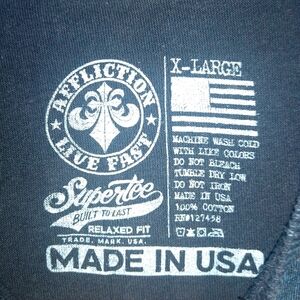 AFFLICTION
LIVE FAST
Supertee
BUILT TO LAST
RELAXED FIT
TRADE. MARK. USA.
X-LARGE
MACHINE WASH COLD
WITH LIKE COLORS
DO NOT BLEACH
TUMBLE DRY LOW
DO NOT IRON
MADE IN USA
100% COTTON
RN#127458
MADE IN USA